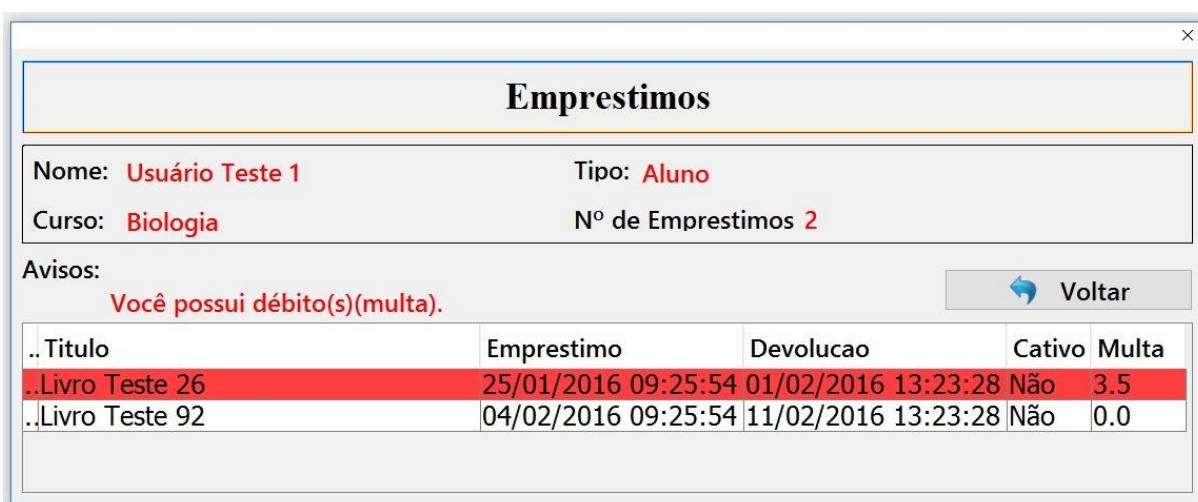 Emprestimos
Nome: Usuário Teste 1 Tipo: Aluno
Curso: Biologia Nº de Emprestimos 2
Avisos:
Você possui débito(s)(multa).
Voltar
.. Titulo Emprestimo Devolucao Cativo Multa
..Livro Teste 26 25/01/2016 09:25:54 01/02/2016 13:23:28 Não 3.5
..Livro Teste 92 04/02/2016 09:25:54 11/02/2016 13:23:28 Não 0.0